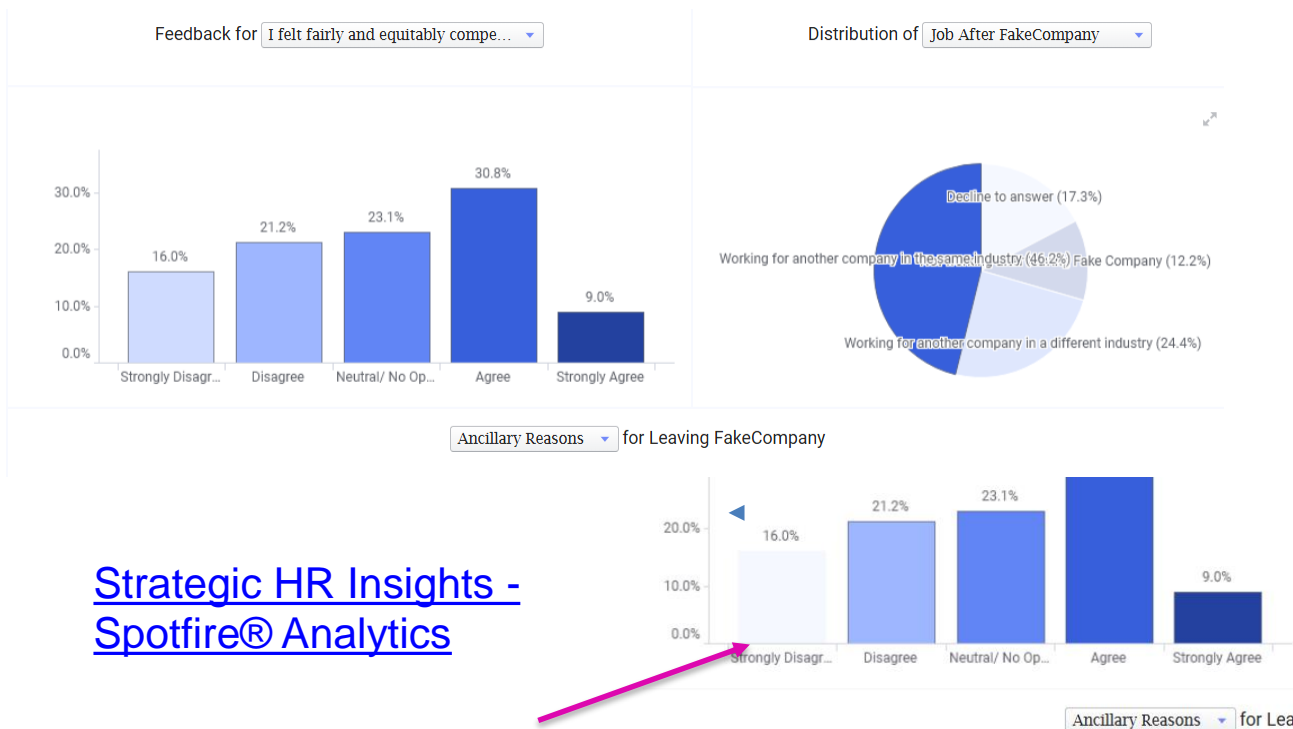 Feedback for I felt fairly and equitably compe...
Distribution of Job After FakeCompany
30.0%
20.0%
10.0%
0.0%
16.0%
21.2%
23.1%
30.8%
9.0%
Strongly Disagr...
Disagree
Neutral/ No Op...
Agree
Strongly Agree
Decline to answer (17.3%)
Working for another company in the same industry (46.2%)
Fake Company (12.2%)
Working for another company in a different industry (24.4%)
Ancillary Reasons for Leaving FakeCompany
Strategic HR Insights -
Spotfire® Analytics
20.0%
10.0%
0.0%
16.0%
21.2%
23.1%
9.0%
Strongly Disagr...
Disagree
Neutral/ No Op...
Agree
Strongly Agree
Ancillary Reasons for Lea